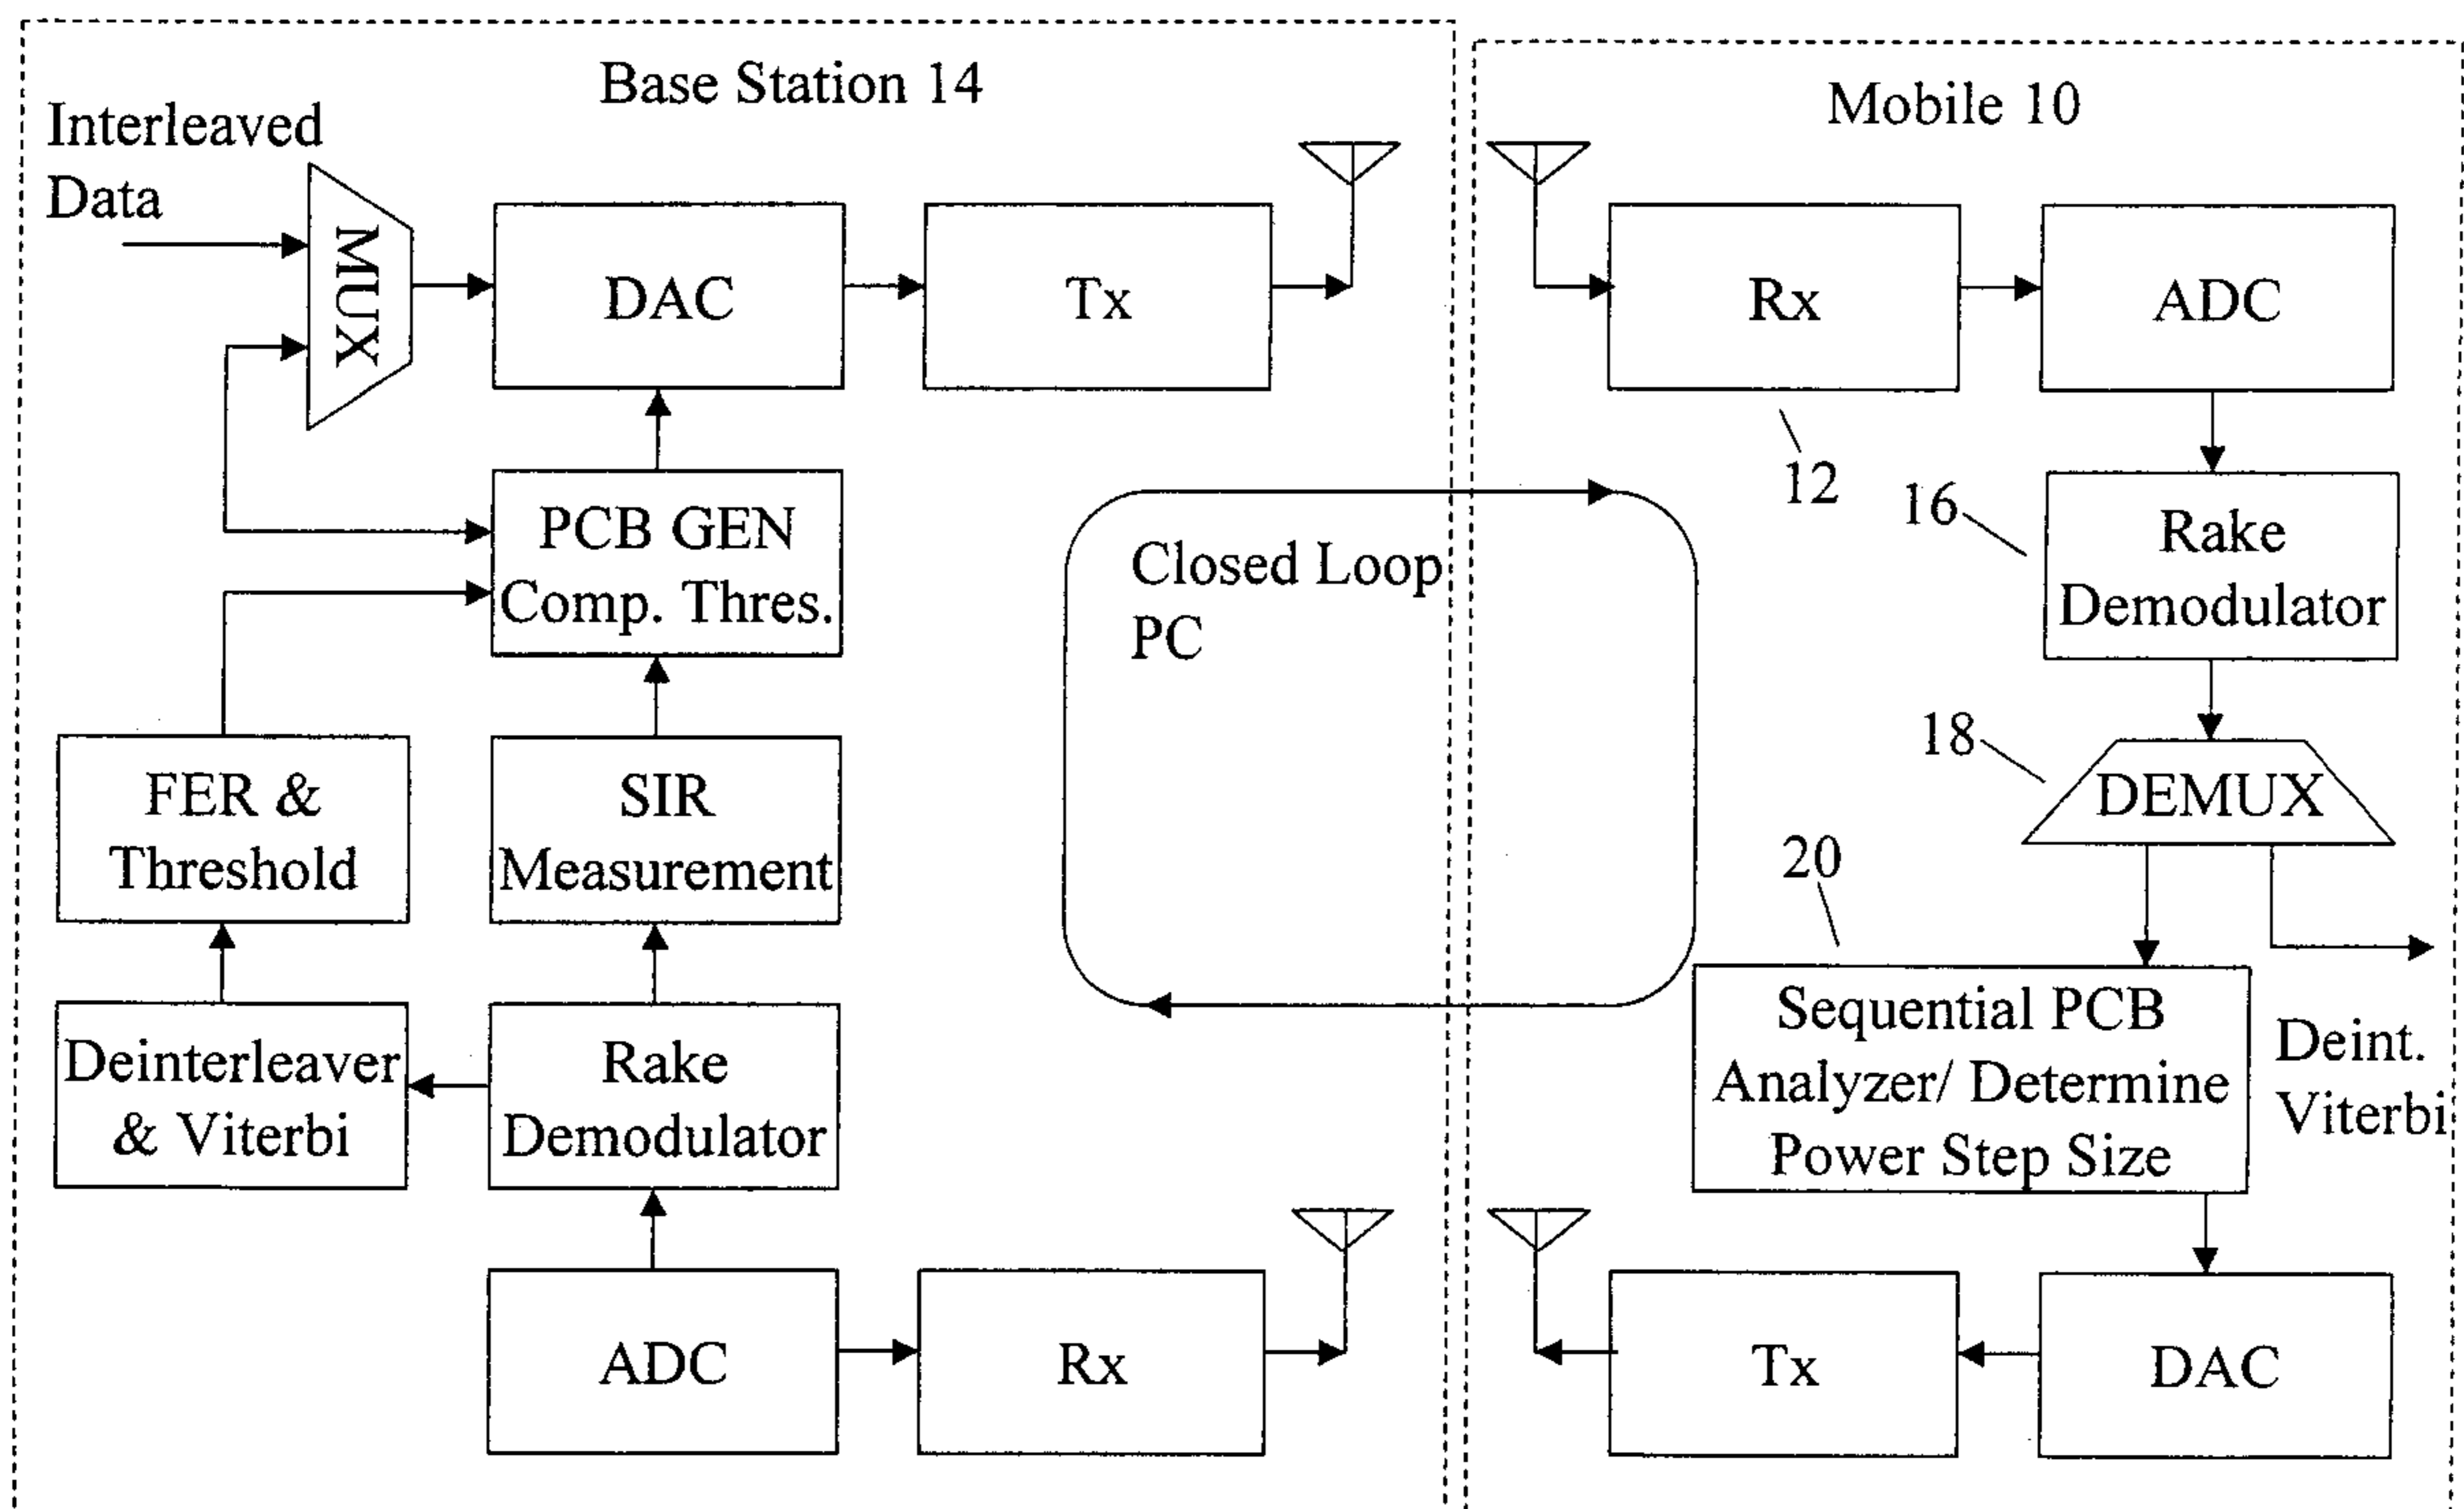 Base Station 14
Interleaved
Data
MUX
DAC
Tx
PCB GEN
Comp. Thres.
FER &
Threshold
SIR
Measurement
Deinterleaver
& Viterbi
Rake
Demodulator
ADC
Rx
Closed Loop
PC
Mobile 10
Rx
ADC
12
16
Rake
Demodulator
18
DEMUX
20
Sequential PCB
Analyzer/ Determine
Power Step Size
Deint.
Viterbi
Tx
DAC